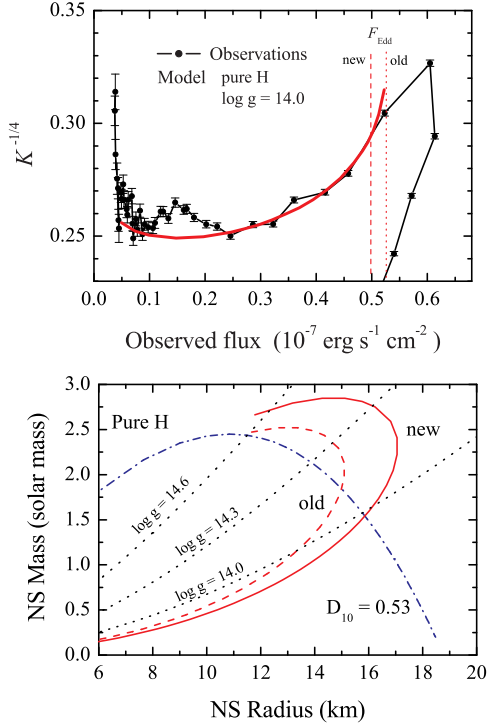 F_Edd
new old
Observations
Model pure H
log g = 14.0
K^-1/4
0.35
0.30
0.25
0.0 0.1 0.2 0.3 0.4 0.5 0.6
Observed flux (10^-7 erg s^-1 cm^-2)
3.0
2.5
2.0
1.5
1.0
0.5
0.0
NS Mass (solar mass)
Pure H
new
old
log g = 14.6
log g = 14.3
log g = 14.0
D_10 = 0.53
6 8 10 12 14 16 18 20
NS Radius (km)